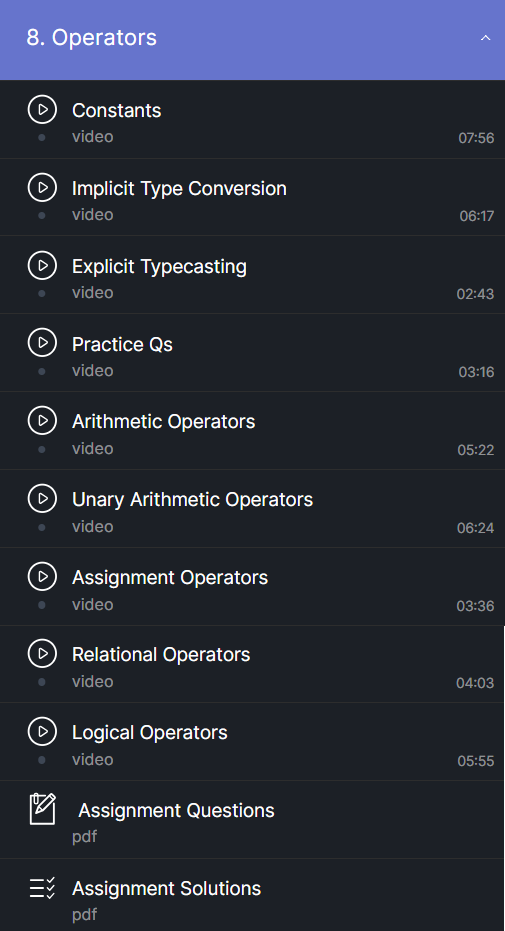 8. Operators
Constants
video
07:56
Implicit Type Conversion
video
06:17
Explicit Typecasting
video
02:43
Practice Qs
video
03:16
Arithmetic Operators
video
05:22
Unary Arithmetic Operators
video
06:24
Assignment Operators
video
03:36
Relational Operators
video
04:03
Logical Operators
video
05:55
Assignment Questions
pdf
Assignment Solutions
pdf